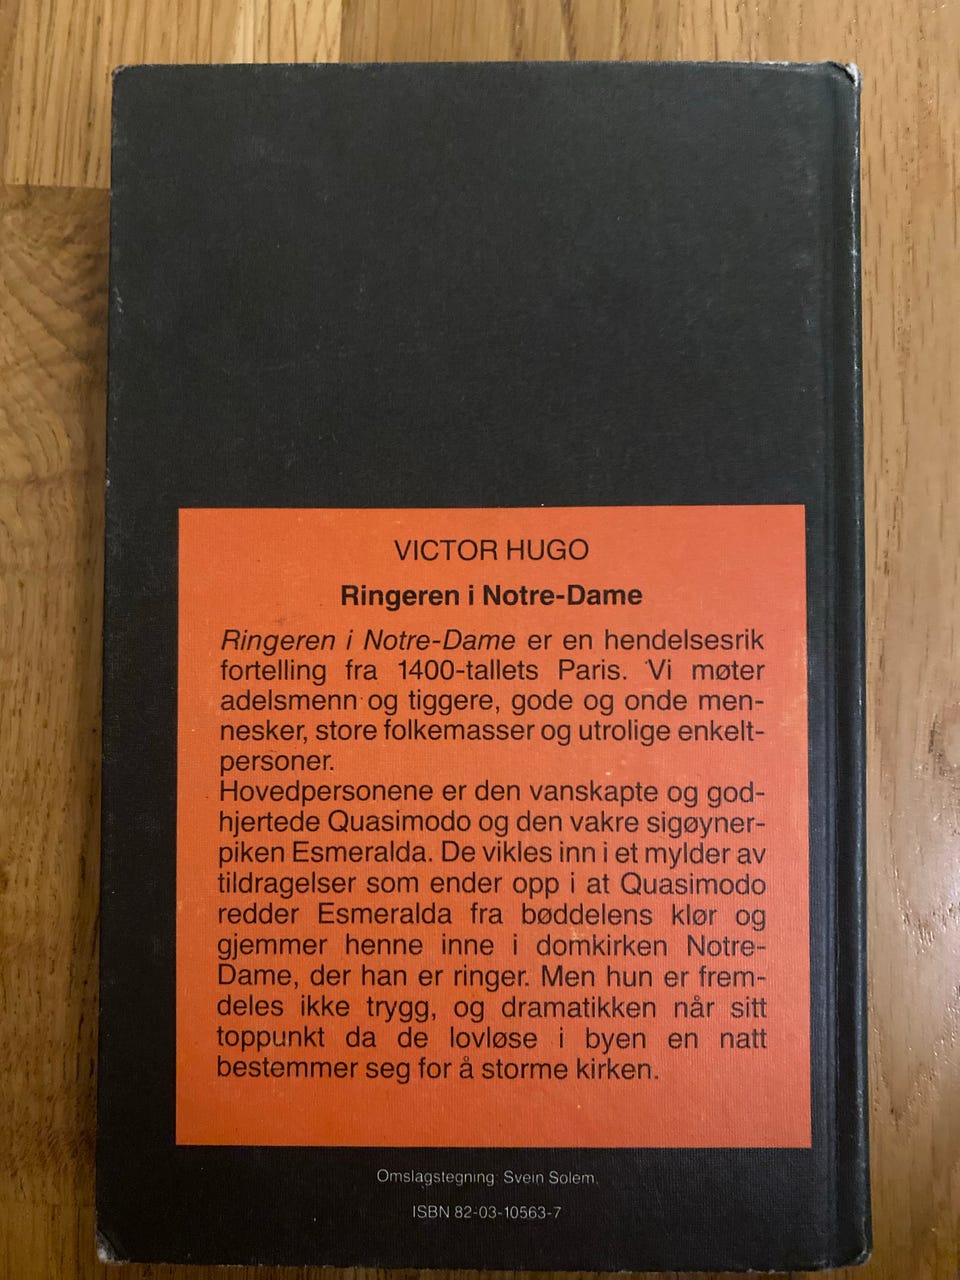 VICTOR HUGO
Ringeren i Notre-Dame
Ringeren i Notre-Dame er en hendelsesrik
fortelling fra 1400-tallets Paris. Vi møter
adelsmenn og tiggere, gode og onde men-
nesker, store folkemasser og utrolige enkelt-
personer.
Hovedpersonene er den vanskapte og god-
hjertede Quasimodo og den vakre sigøyner-
piken Esmeralda. De vikles inn i et mylder av
tildragelser som ender opp i at Quasimodo
redder Esmeralda fra bøddelens klør og
gjemmer henne inne i domkirken Notre-
Dame, der han er ringer. Men hun er frem-
deles ikke trygg, og dramatikken når sitt
toppunkt da de lovløse i byen en natt
bestemmer seg for å storme kirken.
Omslagstegning: Svein Solem.
ISBN 82-03-10563-7